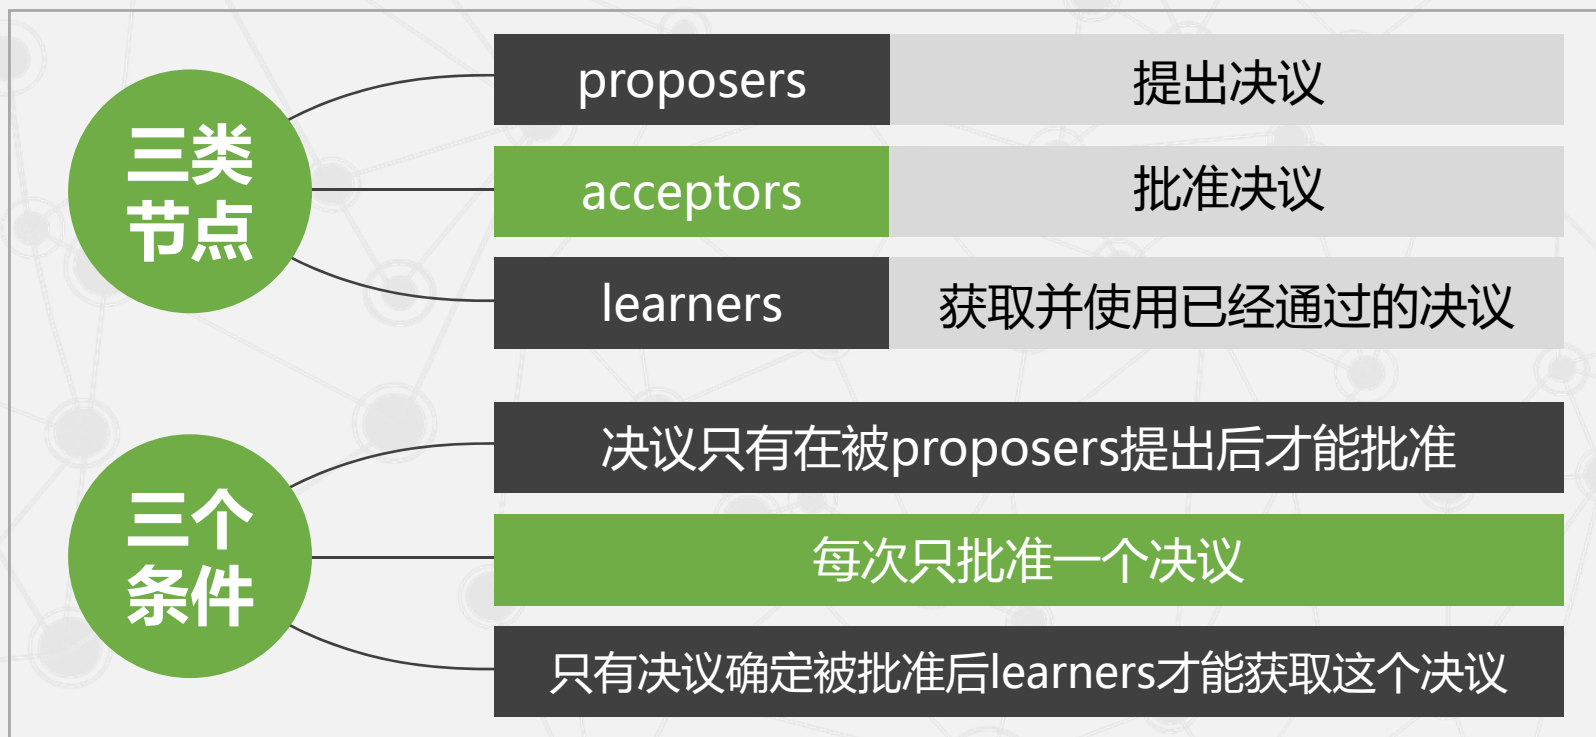 三类
节点
proposers
提出决议
acceptors
批准决议
learners
获取并使用已经通过的决议
三个
条件
决议只有在被proposers提出后才能批准
每次只批准一个决议
只有决议确定被批准后learners才能获取这个决议